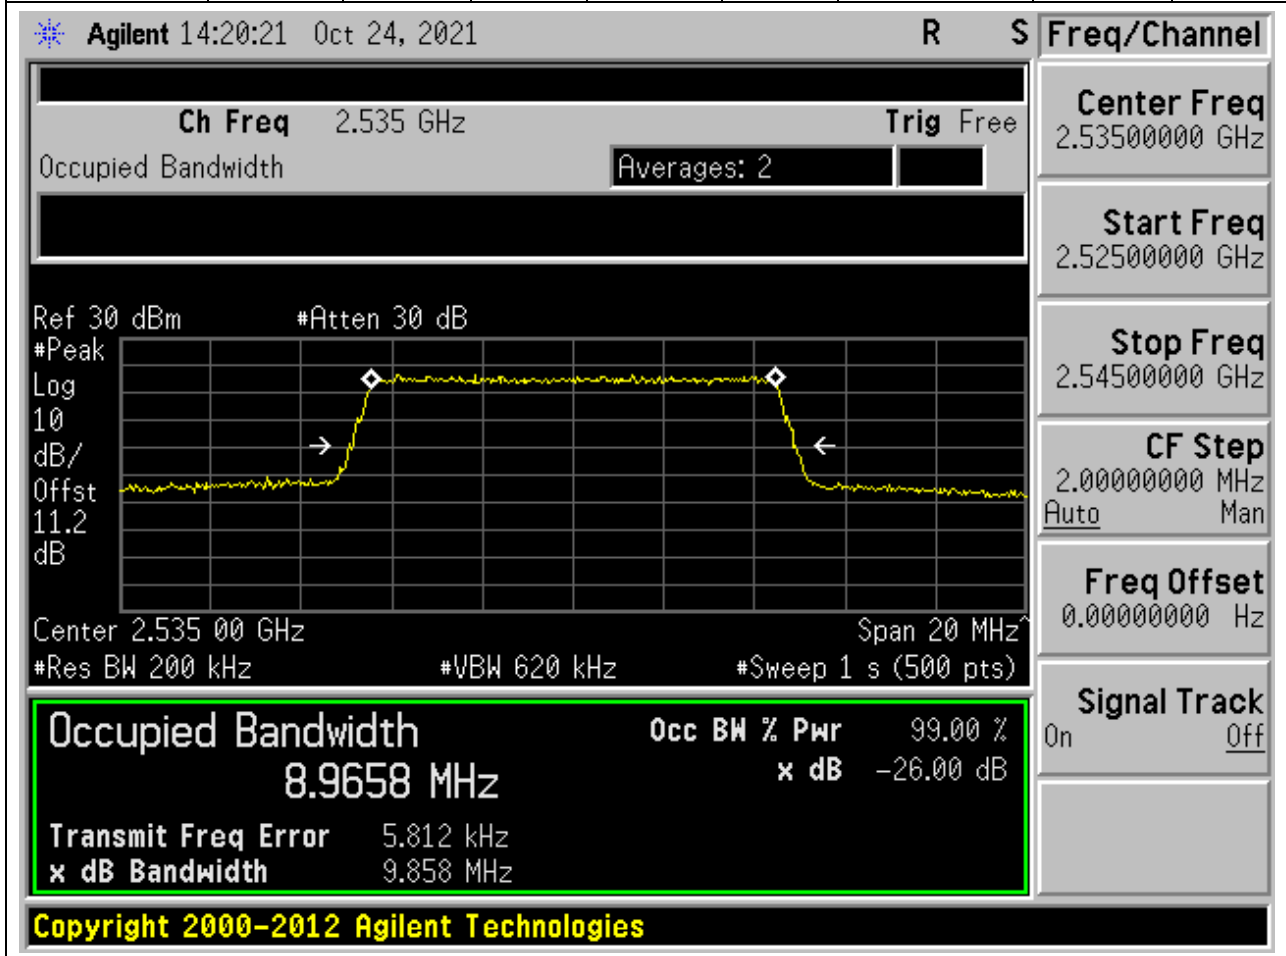 Agilent 14:20:21 Oct 24, 2021 R S Freq/Channel
Ch Freq 2.535 GHz Trig Free
Occupied Bandwidth Averages: 2
Center Freq
2.53500000 GHz
Start Freq
2.52500000 GHz
Stop Freq
2.54500000 GHz
CF Step
2.00000000 MHz
Auto Man
Freq Offset
0.00000000 Hz
Signal Track
On Off
Ref 30 dBm #Atten 30 dB
#Peak
Log
10
dB/
Offst
11.2
dB
Center 2.535 00 GHz Span 20 MHz^
#Res BW 200 kHz #VBW 620 kHz #Sweep 1 s (500 pts)
Occupied Bandwidth Occ BW % Pwr 99.00 %
8.9658 MHz x dB -26.00 dB
Transmit Freq Error 5.812 kHz
x dB Bandwidth 9.858 MHz
Copyright 2000-2012 Agilent Technologies